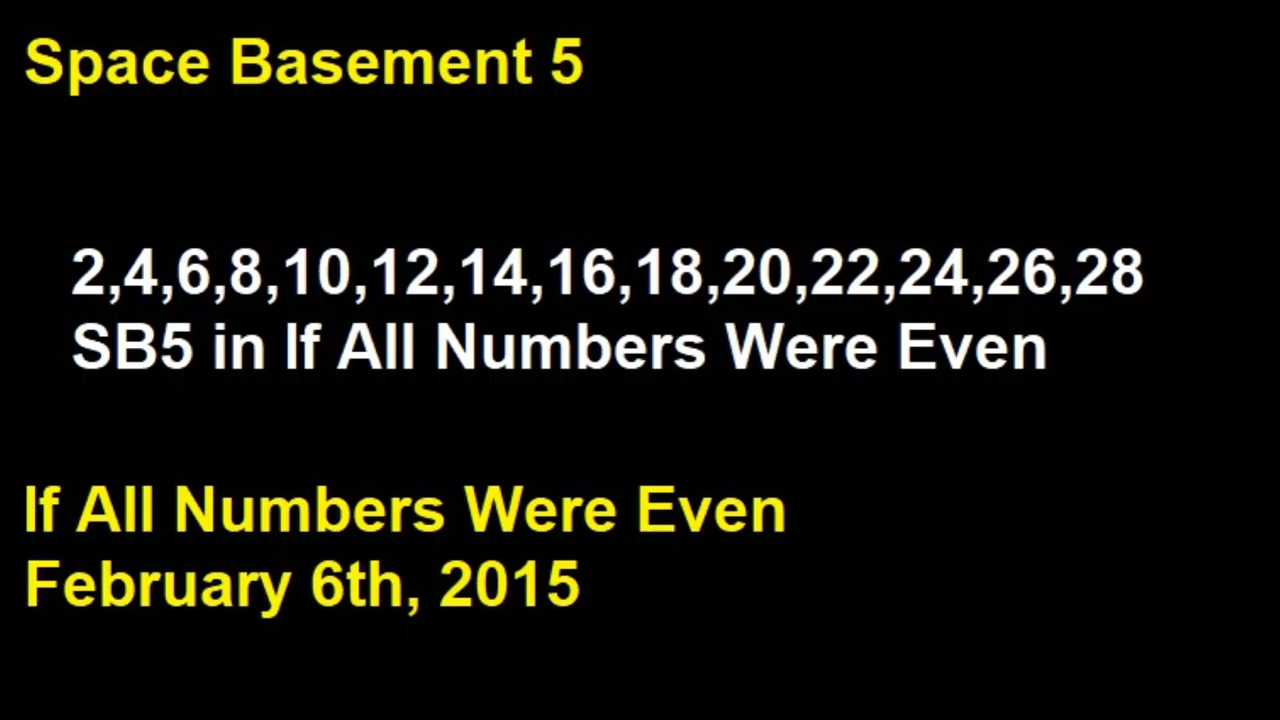 Space Basement 5
2,4,6,8,10,12,14,16,18,20,22,24,26,28
SB5 in If All Numbers Were Even
If All Numbers Were Even
February 6th, 2015